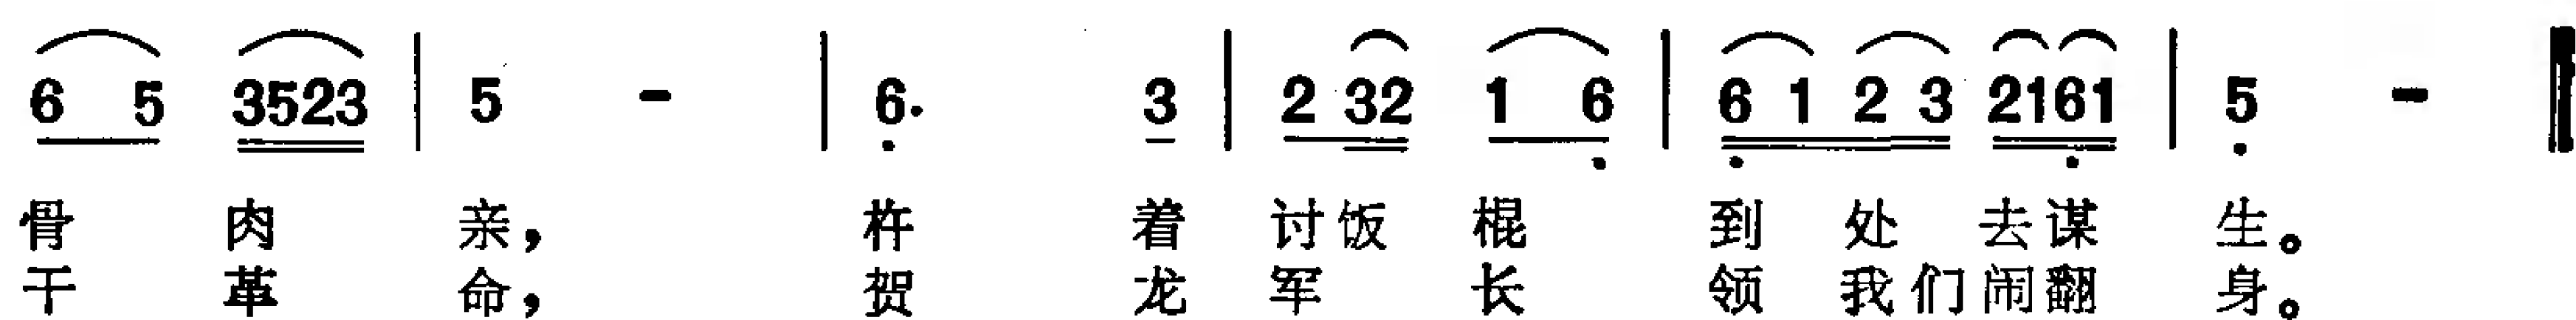 6 5 3523 | 5 - | 6. 3 | 2 32 1 6 | 6 1 2 3 2161 | 5 - ‖
骨 肉 亲， 杵 着 讨饭 棍 到 处 去谋 生。
干 革 命， 贺 龙 军 长 领 我们闹翻 身。